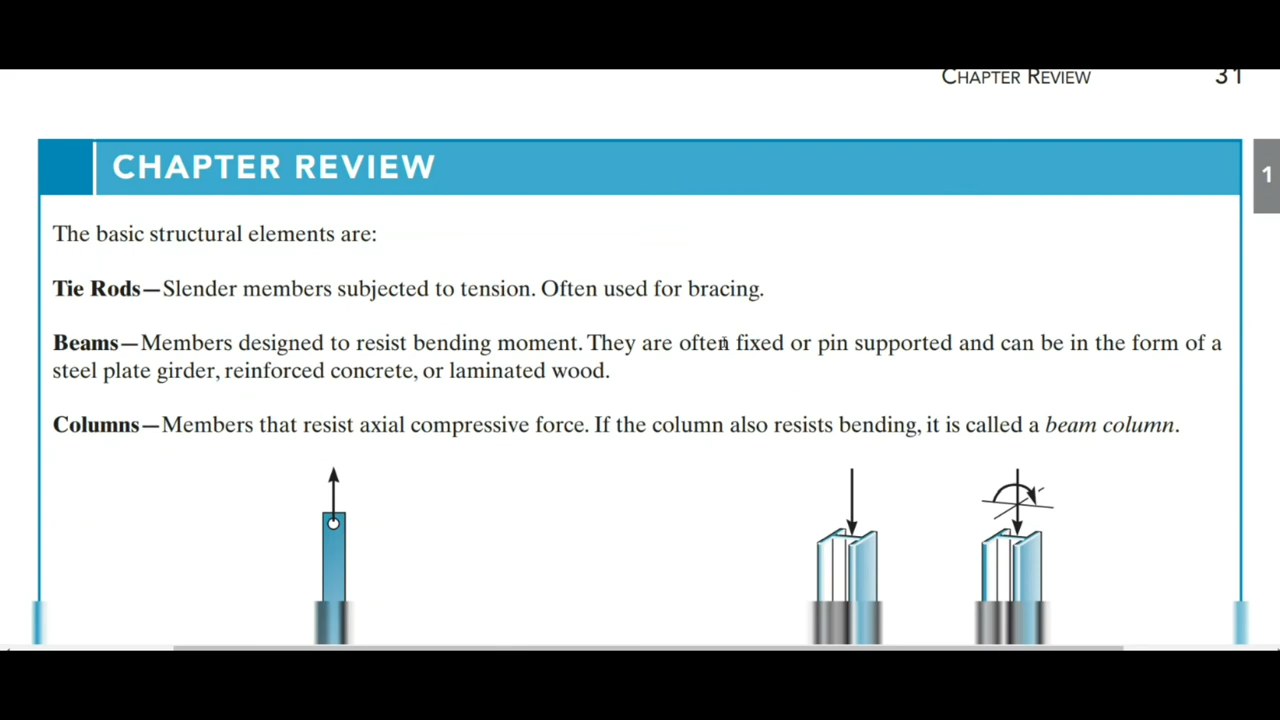 CHAPTER REVIEW 31
CHAPTER REVIEW
1
The basic structural elements are:
Tie Rods—Slender members subjected to tension. Often used for bracing.
Beams—Members designed to resist bending moment. They are often fixed or pin supported and can be in the form of a
steel plate girder, reinforced concrete, or laminated wood.
Columns—Members that resist axial compressive force. If the column also resists bending, it is called a beam column.